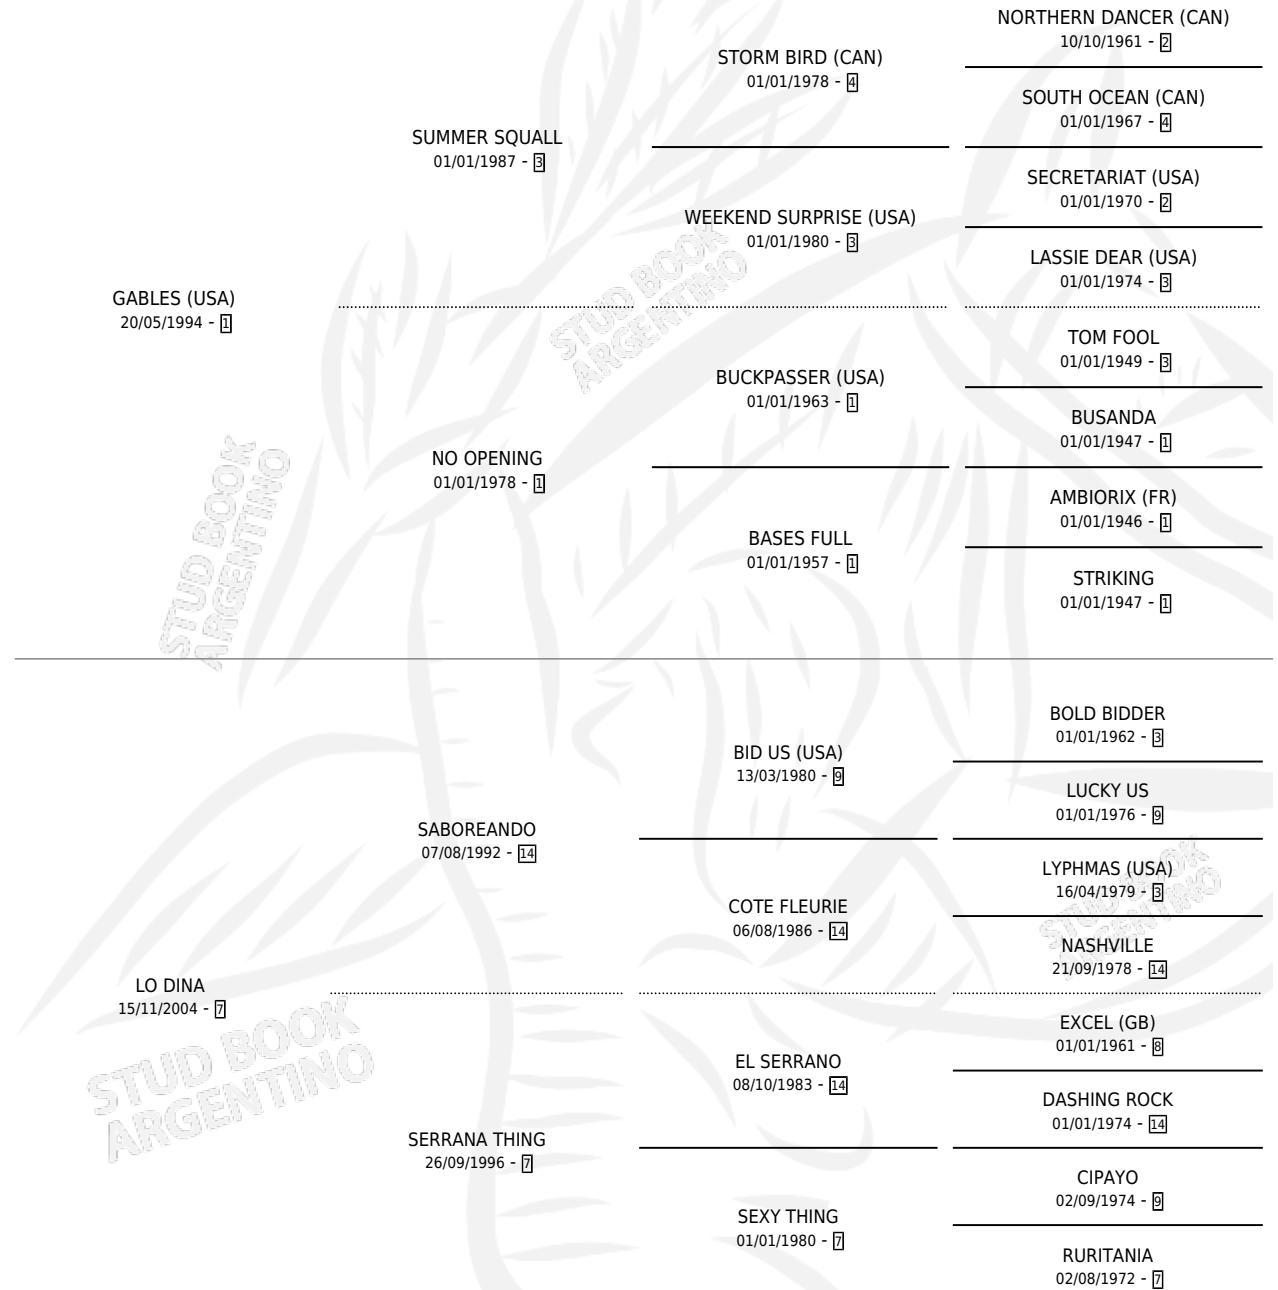 NORTHERN DANCER (CAN)
10/10/1961 - 2
STORM BIRD (CAN)
01/01/1978 - 4
SOUTH OCEAN (CAN)
01/01/1967 - 4
SUMMER SQUALL
01/01/1987 - 3
SECRETARIAT (USA)
01/01/1970 - 2
WEEKEND SURPRISE (USA)
01/01/1980 - 3
LASSIE DEAR (USA)
01/01/1974 - 3
GABLES (USA)
20/05/1994 - 1
STUD BOOK
ARGENTINO
TOM FOOL
01/01/1949 - 3
BUCKPASSER (USA)
01/01/1963 - 1
BUSANDA
01/01/1947 - 1
NO OPENING
01/01/1978 - 1
AMBIORIX (FR)
01/01/1946 - 1
BASES FULL
01/01/1957 - 1
STRIKING
01/01/1947 - 1
STUD BOOK
ARGENTINO
BOLD BIDDER
01/01/1962 - 3
BID US (USA)
13/03/1980 - 9
LUCKY US
01/01/1976 - 9
SABOREANDO
07/08/1992 - 14
LYPHMAS (USA)
16/04/1979 - 3
COTE FLEURIE
06/08/1986 - 14
STUD BOOK
ARGENTINO
NASHVILLE
21/09/1978 - 14
LO DINA
15/11/2004 - 7
STUD BOOK
ARGENTINO
EXCEL (GB)
01/01/1961 - 8
EL SERRANO
08/10/1983 - 14
DASHING ROCK
01/01/1974 - 14
SERRANA THING
26/09/1996 - 7
CIPAYO
02/09/1974 - 9
SEXY THING
01/01/1980 - 7
RURITANIA
02/08/1972 - 7